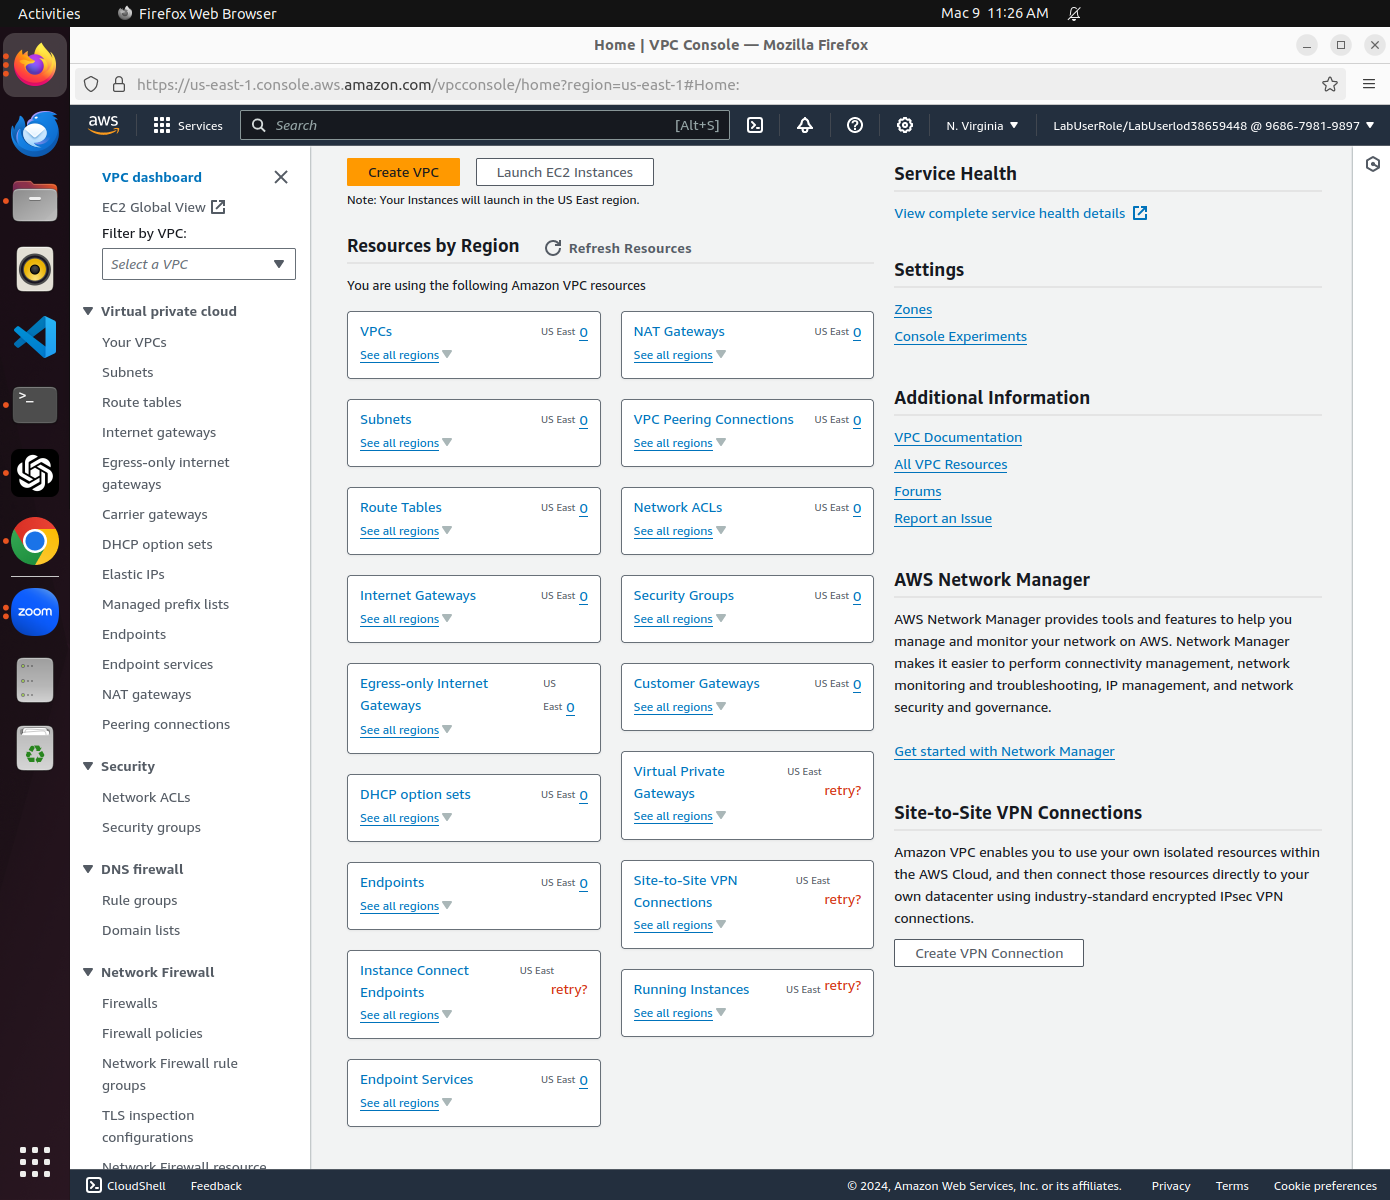 Activities
Firefox Web Browser
Mac 9 11:26 AM
Home | VPC Console — Mozilla Firefox
https://us-east-1.console.aws.amazon.com/vpcconsole/home?region=us-east-1#Home:
aws
Services
Search
[Alt+S]
N. Virginia
LabUserRole/LabUserlod38659448 @ 9686-7981-9897
VPC dashboard
EC2 Global View
Filter by VPC:
Select a VPC
Virtual private cloud
Your VPCs
Subnets
Route tables
Internet gateways
Egress-only internet
gateways
Carrier gateways
DHCP option sets
Elastic IPs
Managed prefix lists
Endpoints
Endpoint services
NAT gateways
Peering connections
Security
Network ACLs
Security groups
DNS firewall
Rule groups
Domain lists
Network Firewall
Firewalls
Firewall policies
Network Firewall rule
groups
TLS inspection
configurations
Network Firewall resource
Create VPC
Launch EC2 Instances
Note: Your Instances will launch in the US East region.
Resources by Region
Refresh Resources
You are using the following Amazon VPC resources
VPCs
US East 0
See all regions
NAT Gateways
US East 0
See all regions
Subnets
US East 0
See all regions
VPC Peering Connections
US East 0
See all regions
Route Tables
US East 0
See all regions
Network ACLs
US East 0
See all regions
Internet Gateways
US East 0
See all regions
Security Groups
US East 0
See all regions
Egress-only Internet
Gateways
US
East 0
See all regions
Customer Gateways
US East 0
See all regions
DHCP option sets
US East 0
See all regions
Virtual Private
Gateways
US East
retry?
See all regions
Endpoints
US East 0
See all regions
Site-to-Site VPN
Connections
US East
retry?
See all regions
Instance Connect
Endpoints
US East
retry?
See all regions
Running Instances
US East retry?
See all regions
Endpoint Services
US East 0
See all regions
Service Health
View complete service health details
Settings
Zones
Console Experiments
Additional Information
VPC Documentation
All VPC Resources
Forums
Report an Issue
AWS Network Manager
AWS Network Manager provides tools and features to help you
manage and monitor your network on AWS. Network Manager
makes it easier to perform connectivity management, network
monitoring and troubleshooting, IP management, and network
security and governance.
Get started with Network Manager
Site-to-Site VPN Connections
Amazon VPC enables you to use your own isolated resources within
the AWS Cloud, and then connect those resources directly to your
own datacenter using industry-standard encrypted IPsec VPN
connections.
Create VPN Connection
zoom
CloudShell
Feedback
© 2024, Amazon Web Services, Inc. or its affiliates.
Privacy
Terms
Cookie preferences